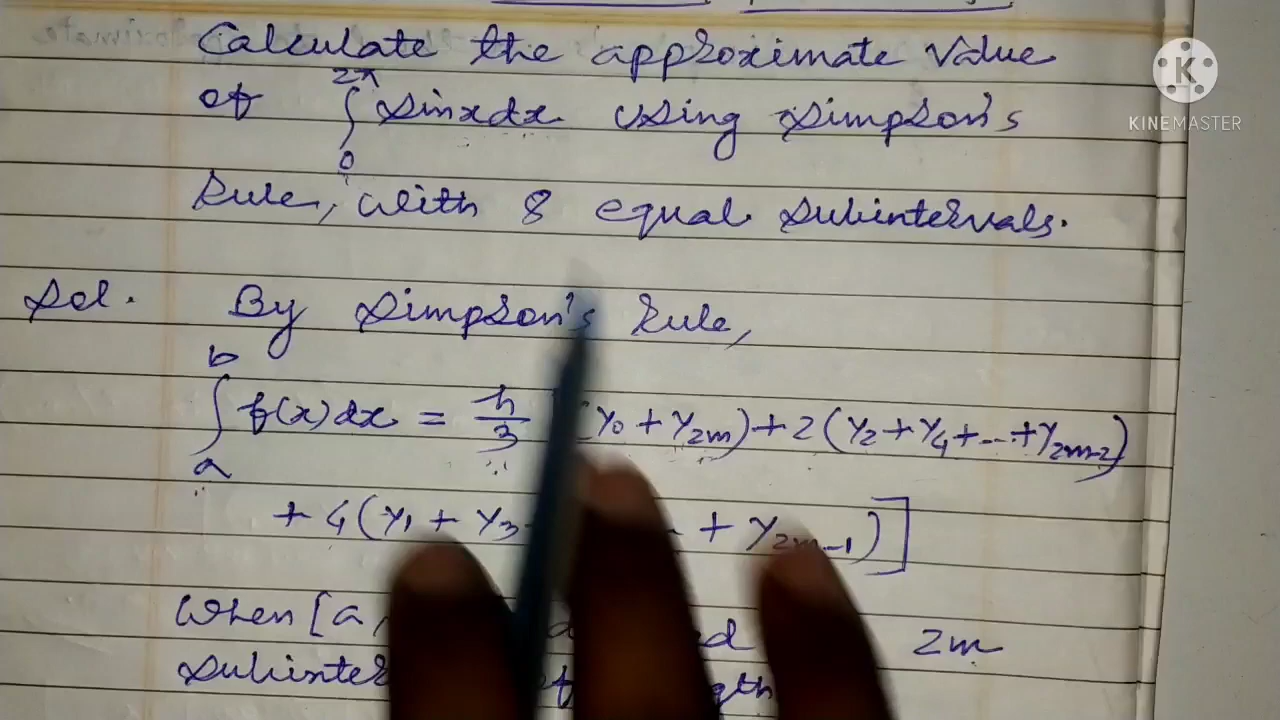 Calculate the approximate value
of ∫₀^2π sinx dx using Simpson's
Rule, with 8 equal subintervals.
Sol. By Simpson's Rule,
∫ₐᵇ f(x) dx = h/3 (y₀ + y₂ₘ) + 2(y₂ + y₄ + ... + y₂ₘ₋₂)
+ 4(y₁ + y₃ + y₂ₘ₋₁)]
When [a, 2m
K
KINEMASTER